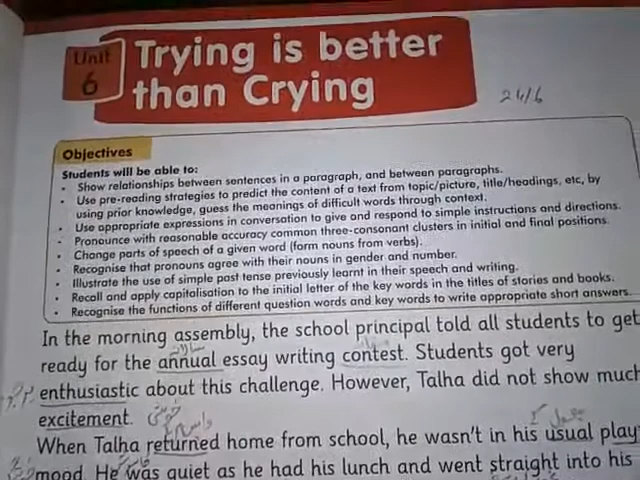 Unit
6
Trying is better
than Crying
24/6
Objectives
Students will be able to:
• Show relationships between sentences in a paragraph, and between paragraphs.
• Use pre-reading strategies to predict the content of a text from topic/picture, title/headings, etc, by
using prior knowledge, guess the meanings of difficult words through context.
• Use appropriate expressions in conversation to give and respond to simple instructions and directions.
• Pronounce with reasonable accuracy common three-consonant clusters in initial and final positions.
• Change parts of speech of a given word (form nouns from verbs).
• Recognise that pronouns agree with their nouns in gender and number.
• Illustrate the use of simple past tense previously learnt in their speech and writing.
• Recall and apply capitalisation to the initial letter of the key words in the titles of stories and books.
• Recognise the functions of different question words and key words to write appropriate short answers.
In the morning assembly, the school principal told all students to get
سالانہ
ready for the annual essay writing contest. Students got very
enthusiastic about this challenge. However, Talha did not show much
excitement. خوشی
واپس
When Talha returned home from school, he wasn't in his usual play
mood. He was quiet as he had his lunch and went straight into his